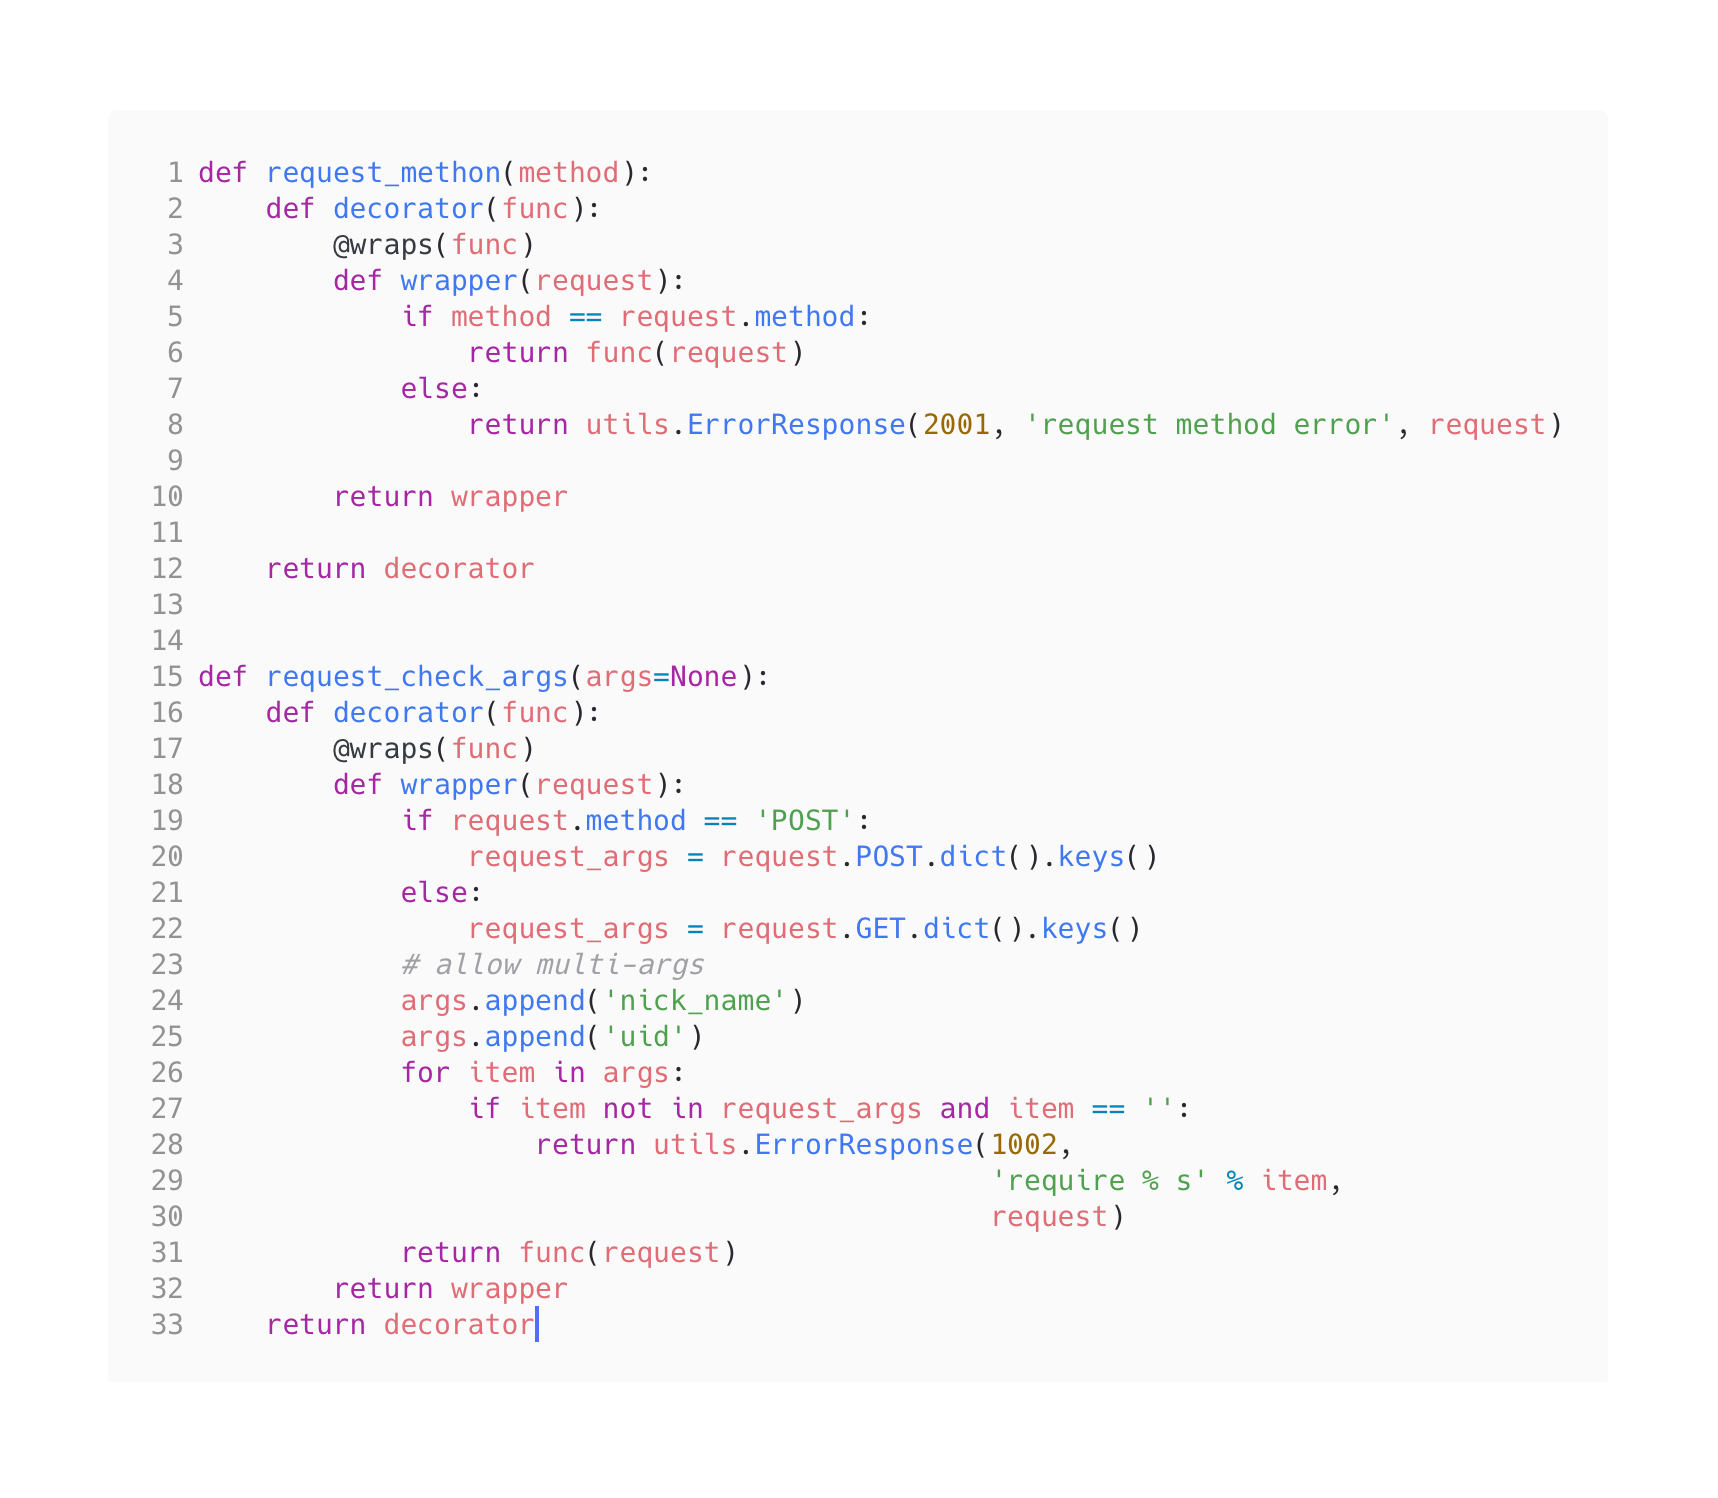 1 def request_methon(method):
2     def decorator(func):
3         @wraps(func)
4         def wrapper(request):
5             if method == request.method:
6                 return func(request)
7             else:
8                 return utils.ErrorResponse(2001, 'request method error', request)
9
10         return wrapper
11
12     return decorator
13
14
15 def request_check_args(args=None):
16     def decorator(func):
17         @wraps(func)
18         def wrapper(request):
19             if request.method == 'POST':
20                 request_args = request.POST.dict().keys()
21             else:
22                 request_args = request.GET.dict().keys()
23             # allow multi-args
24             args.append('nick_name')
25             args.append('uid')
26             for item in args:
27                 if item not in request_args and item == '':
28                     return utils.ErrorResponse(1002,
29                                                'require % s' % item,
30                                                request)
31             return func(request)
32         return wrapper
33     return decorator